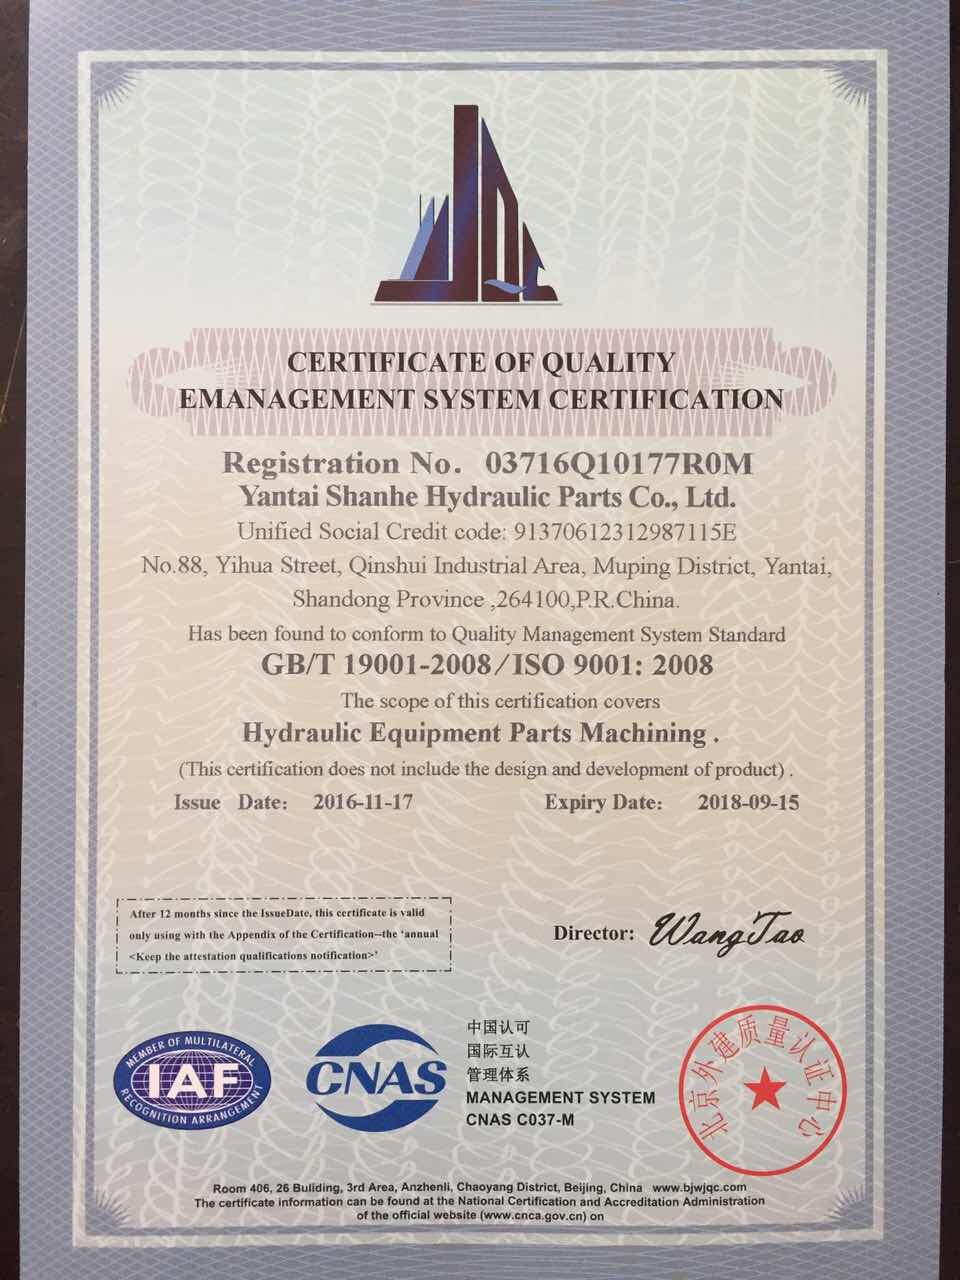 CERTIFICATE OF QUALITY
EMANAGEMENT SYSTEM CERTIFICATION
Registration No. 03716Q10177R0M
Yantai Shanhe Hydraulic Parts Co., Ltd.
Unified Social Credit code: 91370612312987115E
No.88, Yihua Street, Qinshui Industrial Area, Muping District, Yantai,
Shandong Province ,264100,P.R.China.
Has been found to conform to Quality Management System Standard
GB/T 19001-2008/ISO 9001: 2008
The scope of this certification covers
Hydraulic Equipment Parts Machining .
(This certification does not include the design and development of product) .
Issue Date: 2016-11-17 Expiry Date: 2018-09-15
After 12 months since the IssueDate, this certificate is valid
only using with the Appendix of the Certification--the ‘annual
<Keep the attestation qualifications notification>’
Director: Wang Tao
MEMBER OF MULTILATERAL
IAF
RECOGNITION ARRANGEMENT
CNAS
中国认可
国际互认
管理体系
MANAGEMENT SYSTEM
CNAS C037-M
北京外建质量认证中心
Room 406, 26 Buliding, 3rd Area, Anzhenli, Chaoyang District, Beijing, China www.bjwjqc.com
The certificate information can be found at the National Certification and Accreditation Administration
of the official website (www.cnca.gov.cn) on